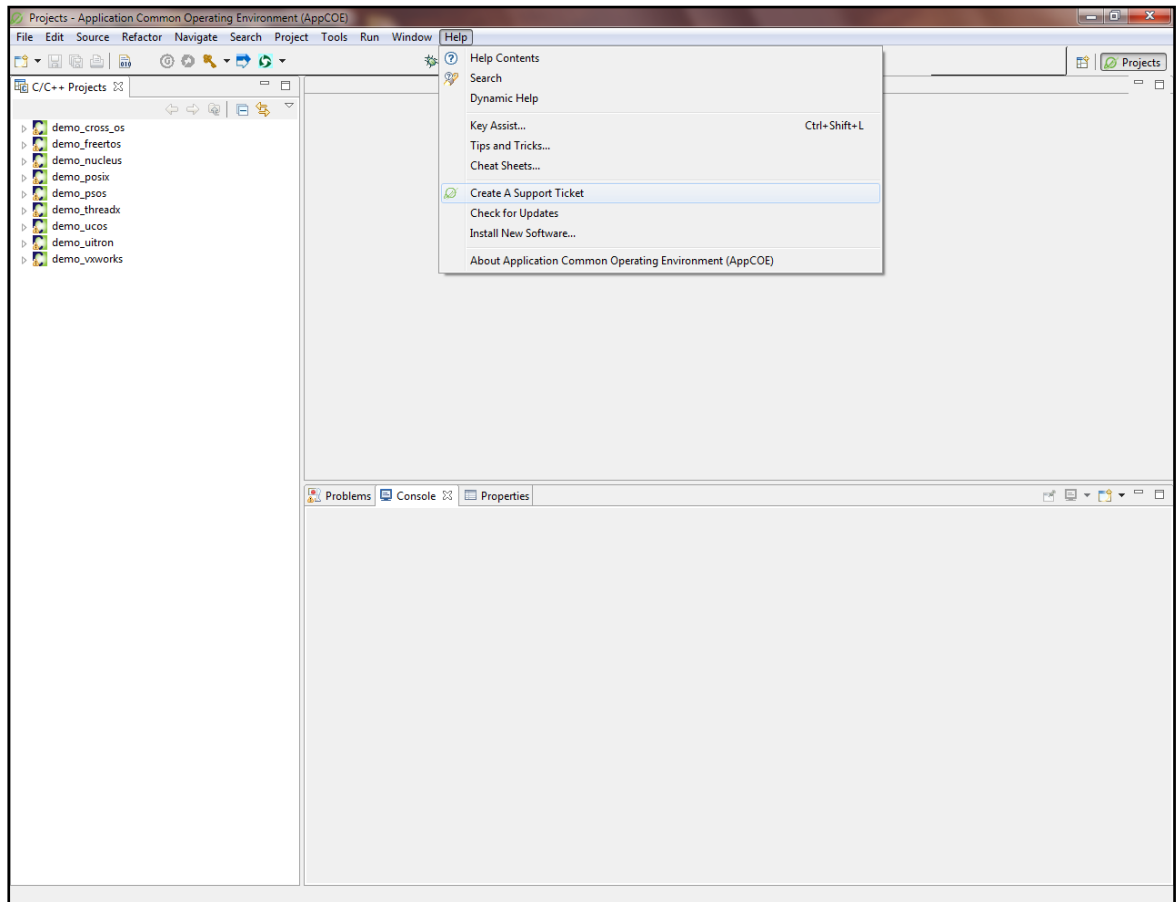 Projects - Application Common Operating Environment (AppCOE)
File Edit Source Refactor Navigate Search Project Tools Run Window Help
Projects
C/C++ Projects
demo_cross_os
demo_freertos
demo_nucleus
demo_posix
demo_psos
demo_threadx
demo_ucos
demo_uitron
demo_vxworks
Help Contents
Search
Dynamic Help
Key Assist... Ctrl+Shift+L
Tips and Tricks...
Cheat Sheets...
Create A Support Ticket
Check for Updates
Install New Software...
About Application Common Operating Environment (AppCOE)
Problems Console Properties